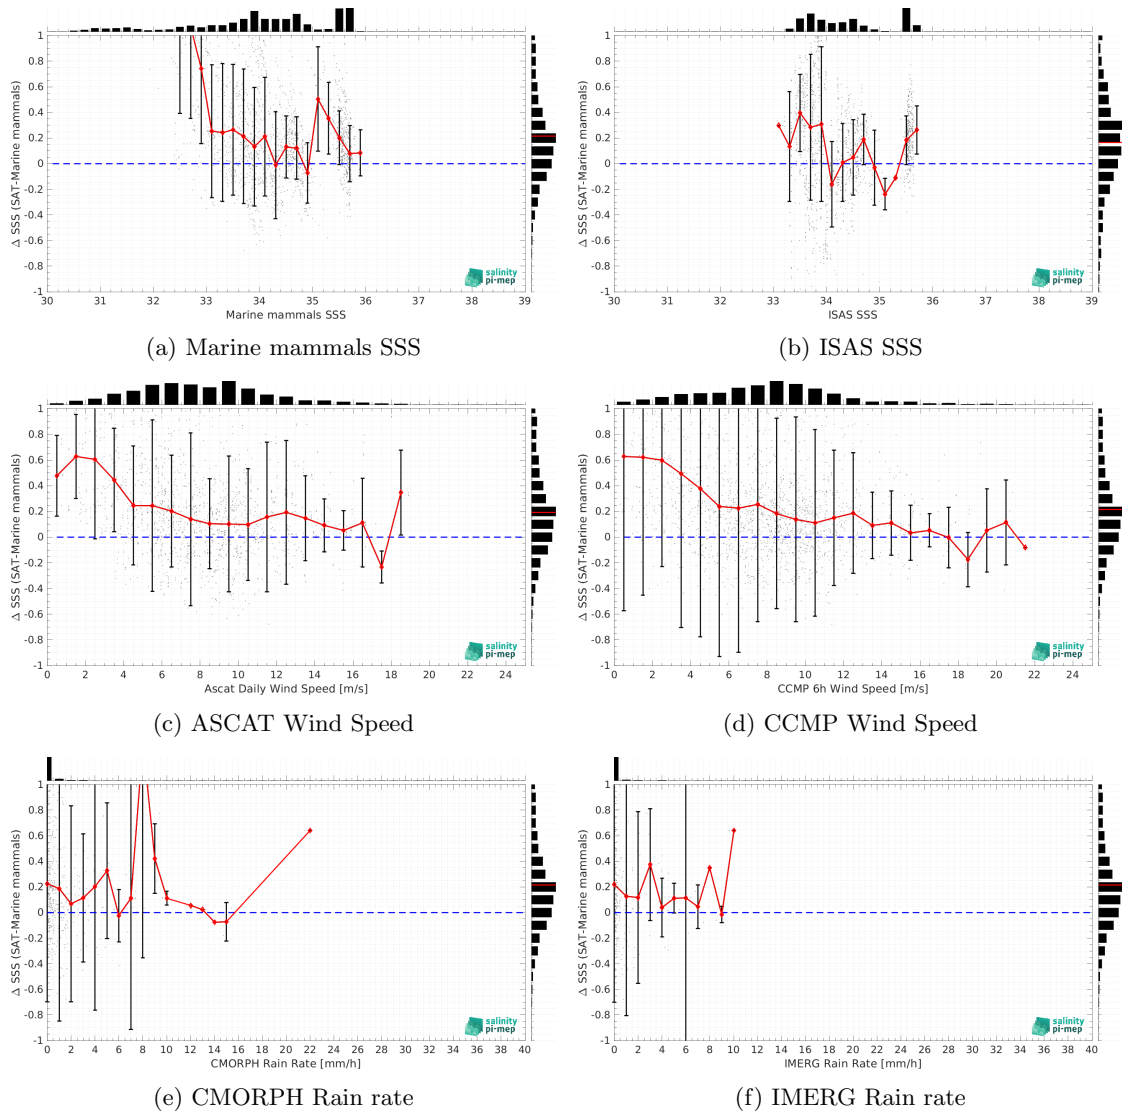 Δ SSS (SAT-Marine mammals)
1
0.8
0.6
0.4
0.2
0
-0.2
-0.4
-0.6
-0.8
-1
30 31 32 33 34 35 36 37 38 39
Marine mammals SSS
salinity
pi-mep
(a) Marine mammals SSS
Δ SSS (SAT-Marine mammals)
1
0.8
0.6
0.4
0.2
0
-0.2
-0.4
-0.6
-0.8
-1
30 31 32 33 34 35 36 37 38 39
ISAS SSS
salinity
pi-mep
(b) ISAS SSS
Δ SSS (SAT-Marine mammals)
1
0.8
0.6
0.4
0.2
0
-0.2
-0.4
-0.6
-0.8
-1
0 2 4 6 8 10 12 14 16 18 20 22 24
Ascat Daily Wind Speed [m/s]
salinity
pi-mep
(c) ASCAT Wind Speed
Δ SSS (SAT-Marine mammals)
1
0.8
0.6
0.4
0.2
0
-0.2
-0.4
-0.6
-0.8
-1
0 2 4 6 8 10 12 14 16 18 20 22 24
CCMP 6h Wind Speed [m/s]
salinity
pi-mep
(d) CCMP Wind Speed
Δ SSS (SAT-Marine mammals)
1
0.8
0.6
0.4
0.2
0
-0.2
-0.4
-0.6
-0.8
-1
0 2 4 6 8 10 12 14 16 18 20 22 24 26 28 30 32 34 36 38 40
CMORPH Rain Rate [mm/h]
salinity
pi-mep
(e) CMORPH Rain rate
Δ SSS (SAT-Marine mammals)
1
0.8
0.6
0.4
0.2
0
-0.2
-0.4
-0.6
-0.8
-1
0 2 4 6 8 10 12 14 16 18 20 22 24 26 28 30 32 34 36 38 40
IMERG Rain Rate [mm/h]
salinity
pi-mep
(f) IMERG Rain rate